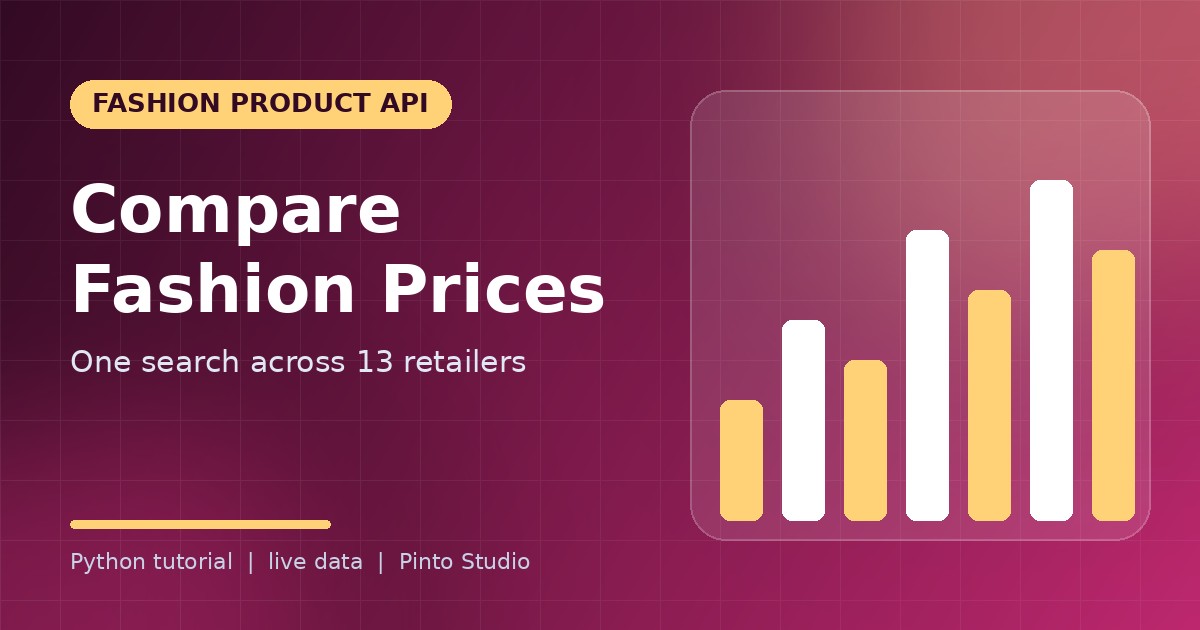 FASHION PRODUCT API
Compare
Fashion Prices
One search across 13 retailers
Python tutorial | live data | Pinto Studio